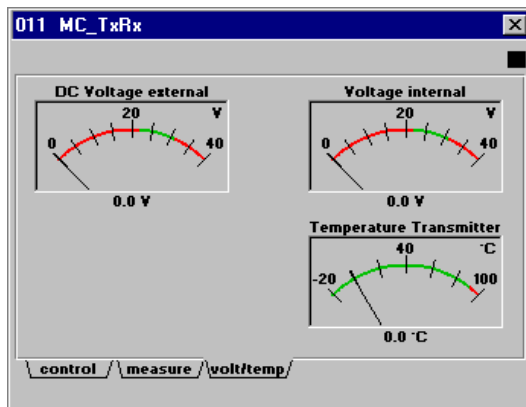 011 MC_TxRx
DC Voltage external
0 20 40 V
0.0 V
Voltage internal
0 20 40 V
0.0 V
Temperature Transmitter
-20 40 100 °C
0.0 °C
control measure volt/temp